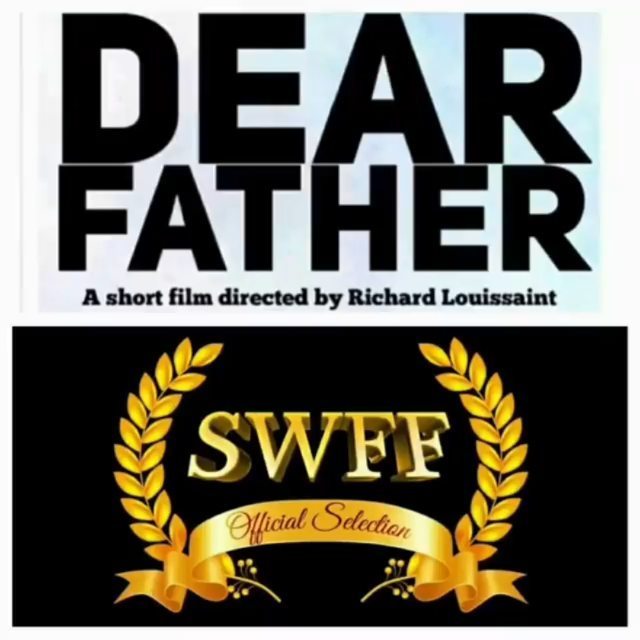 DEAR
FATHER
A short film directed by Richard Louissaint
SWFF
Official Selection